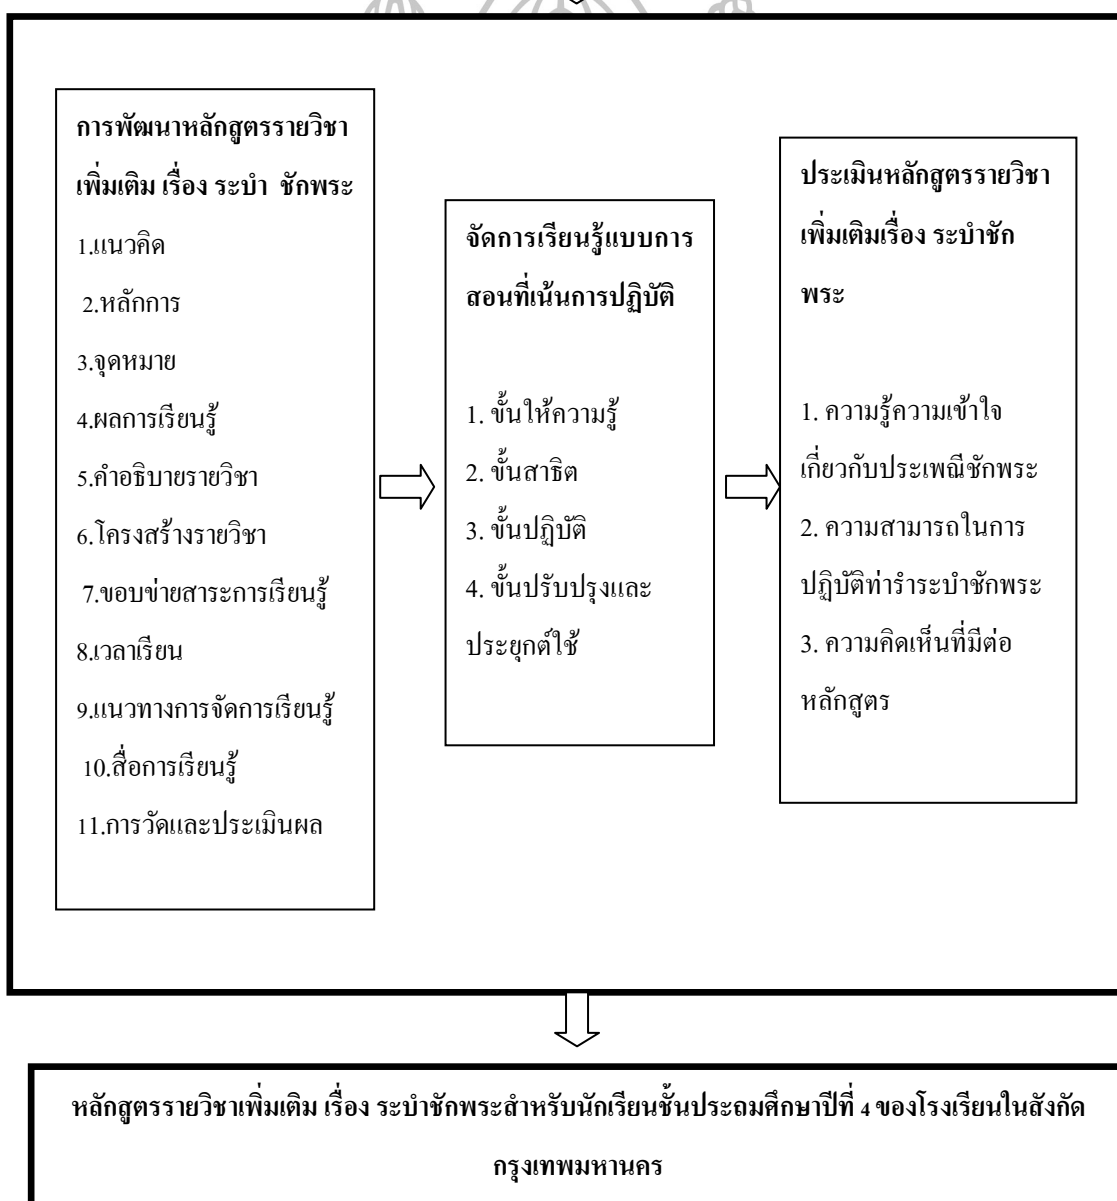 การพัฒนาหลักสูตรรายวิชา
เพิ่มเติม เรื่อง ระบำ ชักพระ
1.แนวคิด
2.หลักการ
3.จุดหมาย
4.ผลการเรียนรู้
5.คำอธิบายรายวิชา
6.โครงสร้างรายวิชา
7.ขอบข่ายสาระการเรียนรู้
8.เวลาเรียน
9.แนวทางการจัดการเรียนรู้
10.สื่อการเรียนรู้
11.การวัดและประเมินผล
จัดการเรียนรู้แบบการ
สอนที่เน้นการปฏิบัติ
1. ขั้นให้ความรู้
2. ขั้นสาธิต
3. ขั้นปฏิบัติ
4. ขั้นปรับปรุงและ
ประยุกต์ใช้
ประเมินหลักสูตรรายวิชา
เพิ่มเติมเรื่อง ระบำชัก
พระ
1. ความรู้ความเข้าใจ
เกี่ยวกับประเพณีชักพระ
2. ความสามารถในการ
ปฏิบัติท่ารำระบำชักพระ
3. ความคิดเห็นที่มีต่อ
หลักสูตร
หลักสูตรรายวิชาเพิ่มเติม เรื่อง ระบำชักพระสำหรับนักเรียนชั้นประถมศึกษาปีที่ 4 ของโรงเรียนในสังกัด
กรุงเทพมหานคร